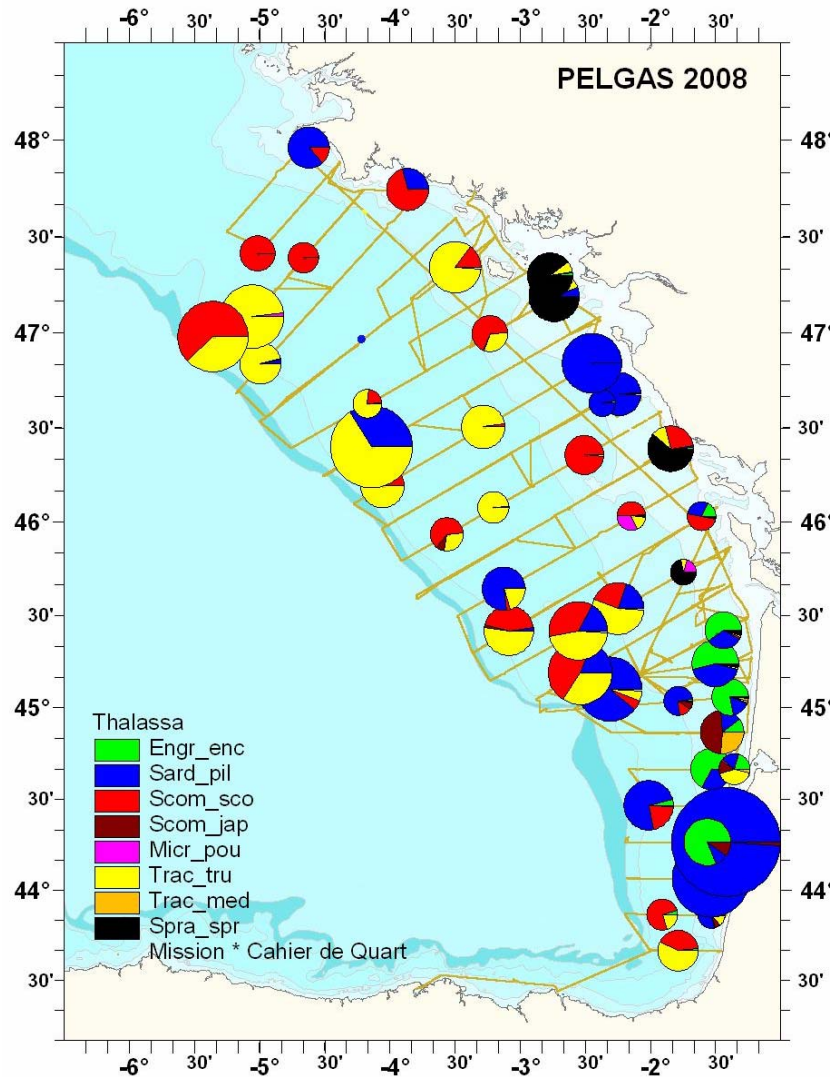 -6° 30' -5° 30' -4° 30' -3° 30' -2° 30'
PELGAS 2008
48° 48°
30' 30'
47° 47°
30' 30'
46° 46°
30' 30'
45° 45°
Thalassa
Engr_enc
Sard_pil
30' 30'
Scom_sco
Scom_jap
Micr_pou
Trac_tru
44° 44°
Trac_med
Spra_spr
Mission * Cahier de Quart
30' 30'
-6° 30' -5° 30' -4° 30' -3° 30' -2° 30'